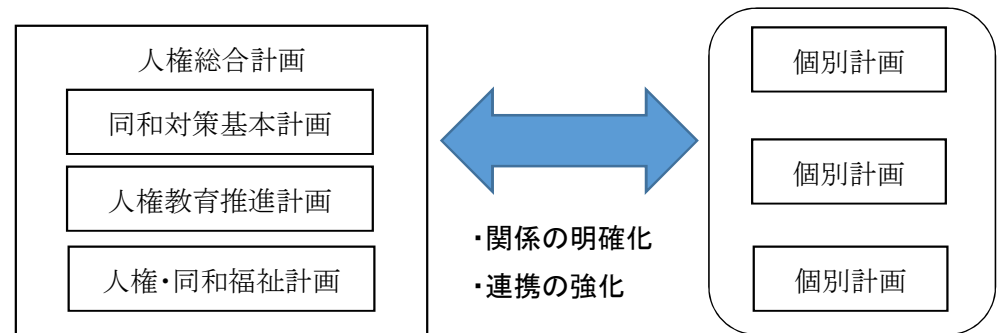 人権総合計画
同和対策基本計画
人権教育推進計画
人権・同和福祉計画
・関係の明確化
・連携の強化
個別計画
個別計画
個別計画